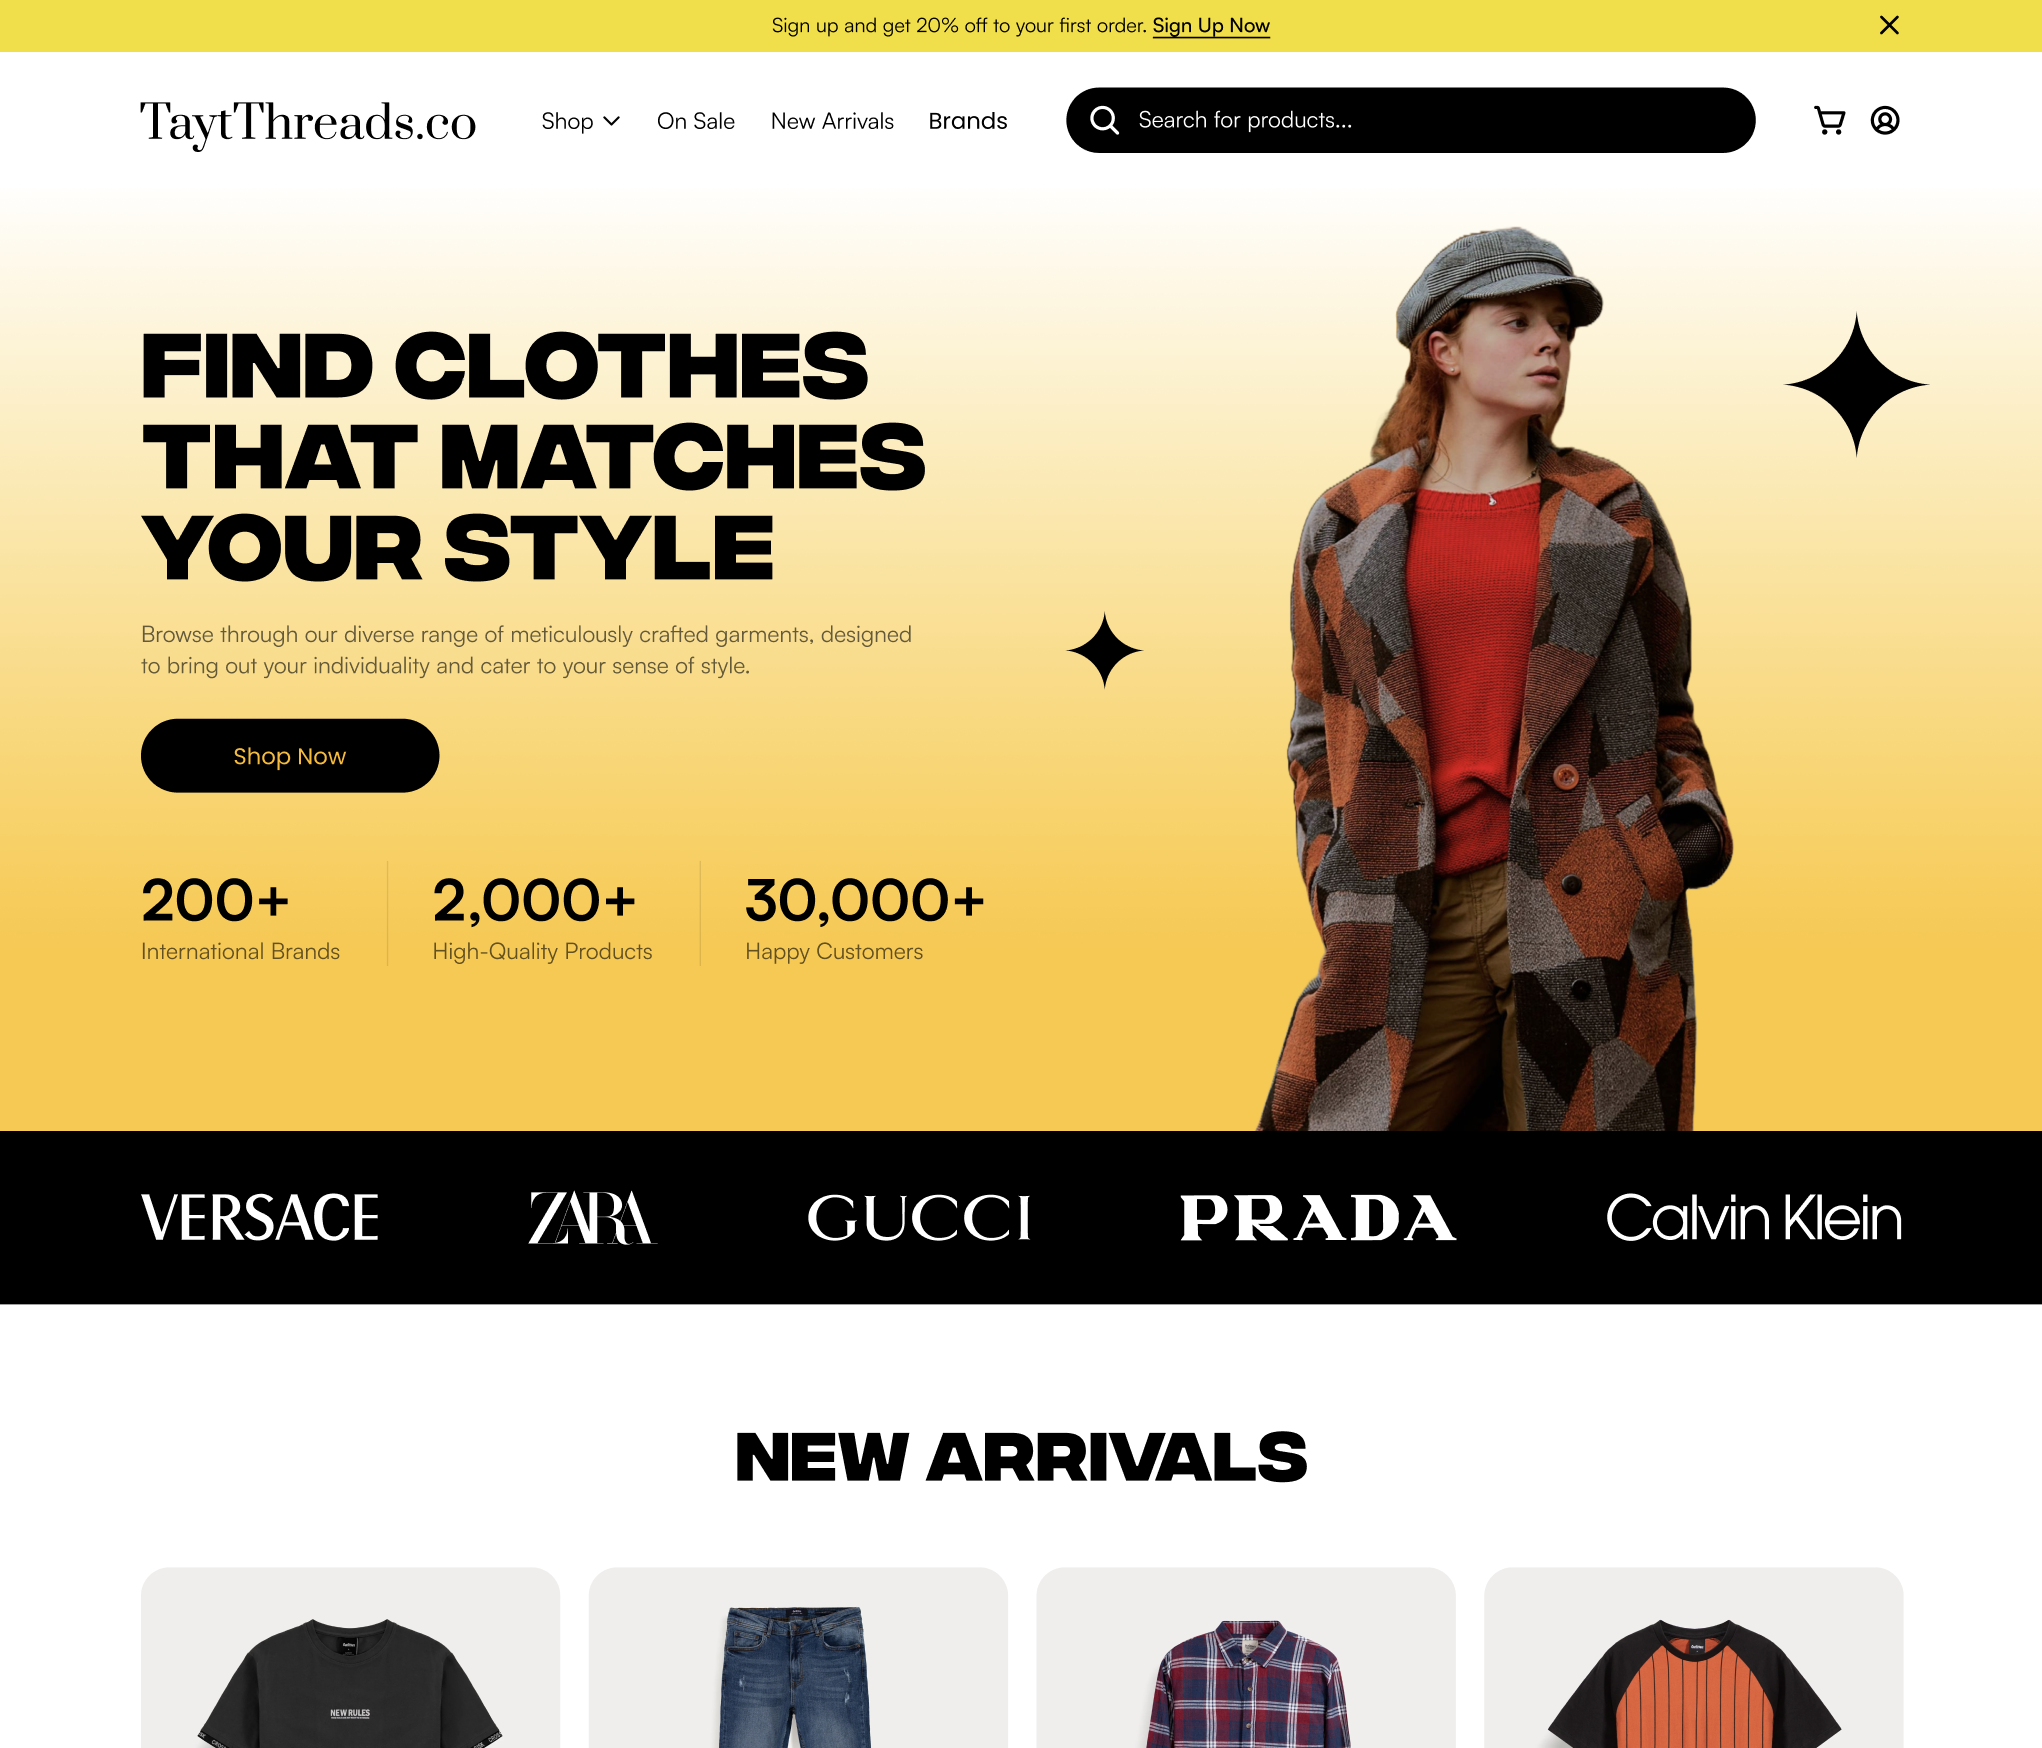 Sign up and get 20% off to your first order. Sign Up Now
TaytThreads.co
Shop
On Sale
New Arrivals
Brands
Search for products...
FIND CLOTHES
THAT MATCHES
YOUR STYLE
Browse through our diverse range of meticulously crafted garments, designed
to bring out your individuality and cater to your sense of style.
Shop Now
200+
International Brands
2,000+
High-Quality Products
30,000+
Happy Customers
VERSACE
ZARA
GUCCI
PRADA
Calvin Klein
NEW ARRIVALS
NEW RULES